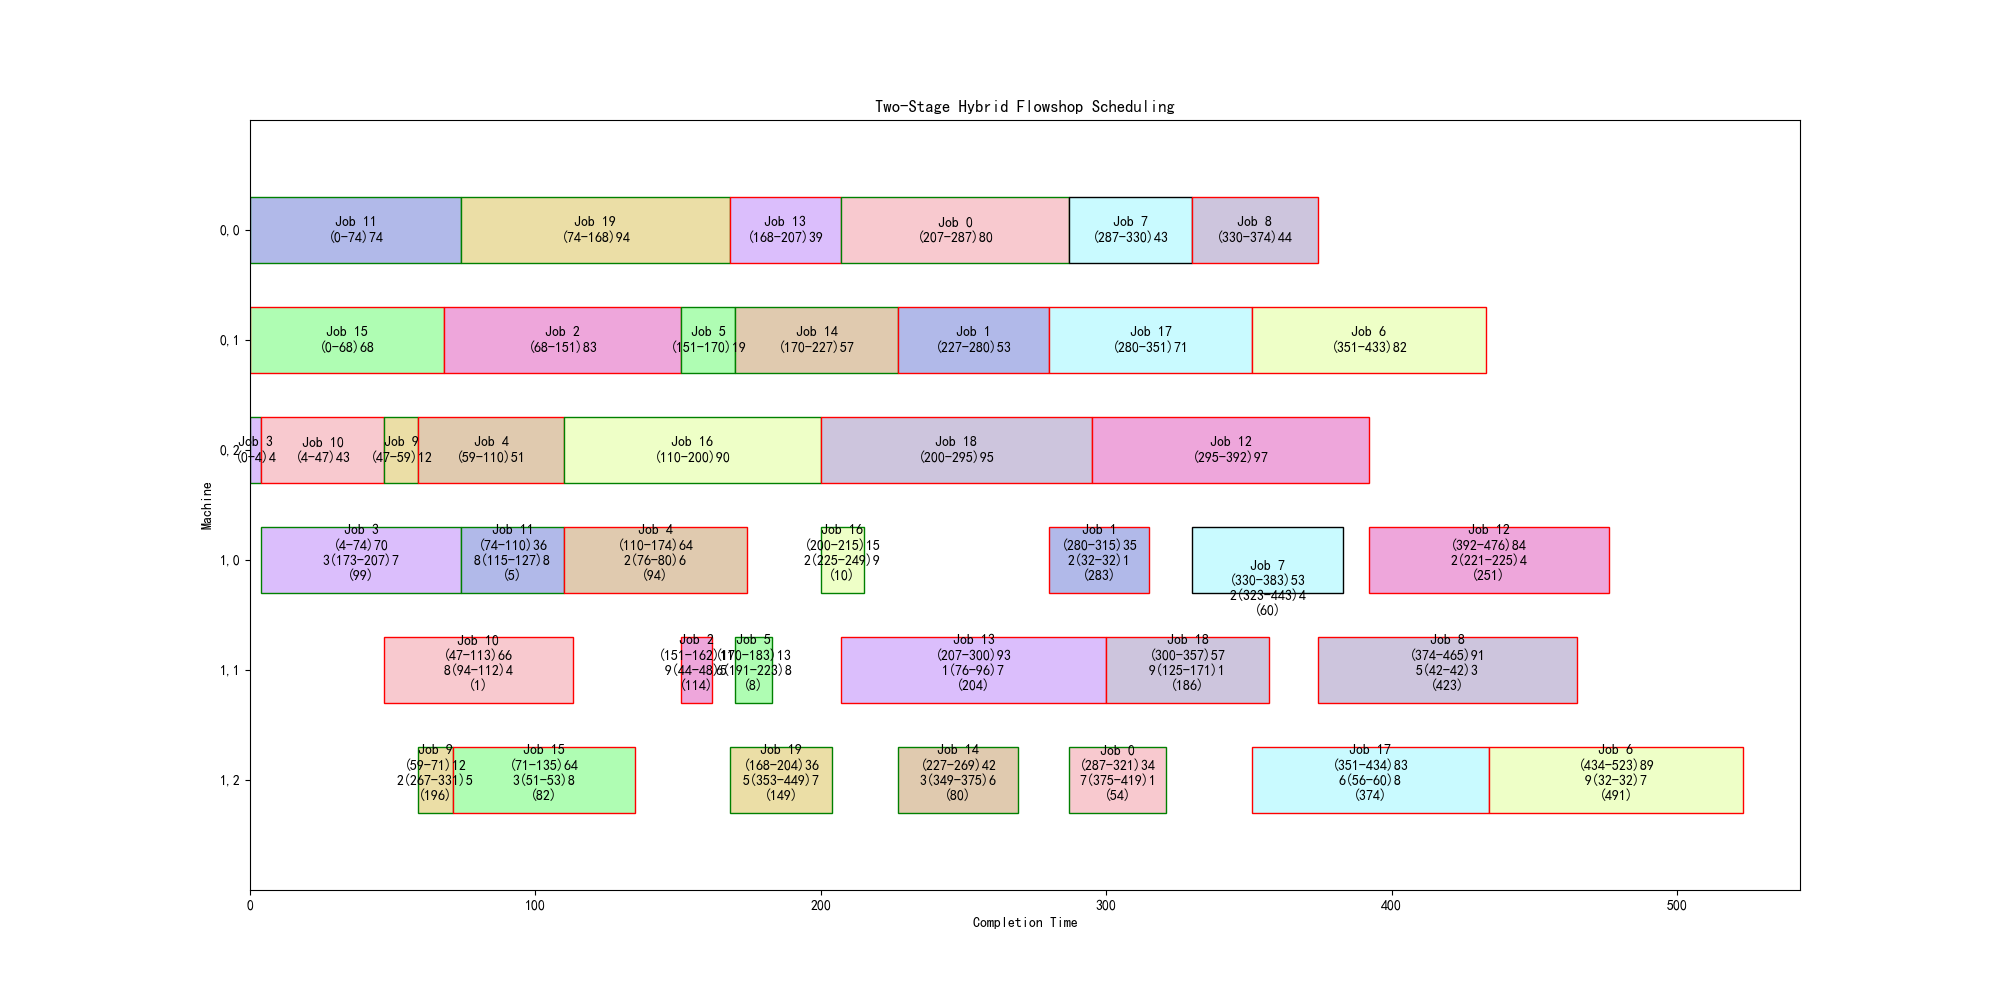 Two-Stage Hybrid Flowshop Scheduling
0,0
Job 11
(0-74)74
Job 19
(74-168)94
Job 13
(168-207)39
Job 0
(207-287)80
Job 7
(287-330)43
Job 8
(330-374)44
0,1
Job 15
(0-68)68
Job 2
(68-151)83
Job 5
(151-170)19
Job 14
(170-227)57
Job 1
(227-280)53
Job 17
(280-351)71
Job 6
(351-433)82
0,2
Job 3
(0-4)4
Job 10
(4-47)43
Job 9
(47-59)12
Job 4
(59-110)51
Job 16
(110-200)90
Job 18
(200-295)95
Job 12
(295-392)97
Machine
1,0
Job 3
(4-74)70
3(173-207)7
(99)
Job 11
(74-110)36
8(115-127)8
(5)
Job 4
(110-174)64
2(76-80)6
(94)
Job 16
(200-215)15
2(225-249)9
(10)
Job 1
(280-315)35
2(32-32)1
(283)
Job 7
(330-383)53
2(323-443)4
(60)
Job 12
(392-476)84
2(221-225)4
(251)
1,1
Job 10
(47-113)66
8(94-112)4
(1)
Job 2
(151-162)11
(114)
Job 5
(170-183)13
(8)
Job 13
(207-300)93
1(76-96)7
(204)
Job 18
(300-357)57
9(125-171)1
(186)
Job 8
(374-465)91
5(42-42)3
(423)
1,2
Job 9
(59-71)12
2(267-331)5
(196)
Job 15
(71-135)64
3(51-53)8
(82)
Job 19
(168-204)36
5(353-449)7
(149)
Job 14
(227-269)42
3(349-375)6
(80)
Job 0
(287-321)34
7(375-419)1
(54)
Job 17
(351-434)83
6(56-60)8
(374)
Job 6
(434-523)89
9(32-32)7
(491)
0
100
200
300
400
500
Completion Time